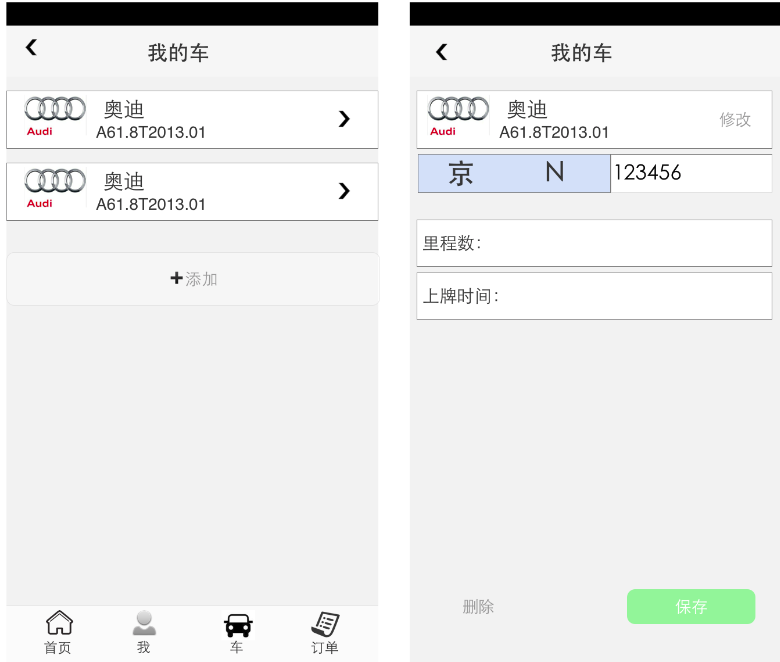 我的车
Audi
奥迪
A61.8T2013.01
Audi
奥迪
A61.8T2013.01
+添加
首页
我
车
订单
我的车
Audi
奥迪
A61.8T2013.01
修改
京 N 123456
里程数：
上牌时间：
删除
保存